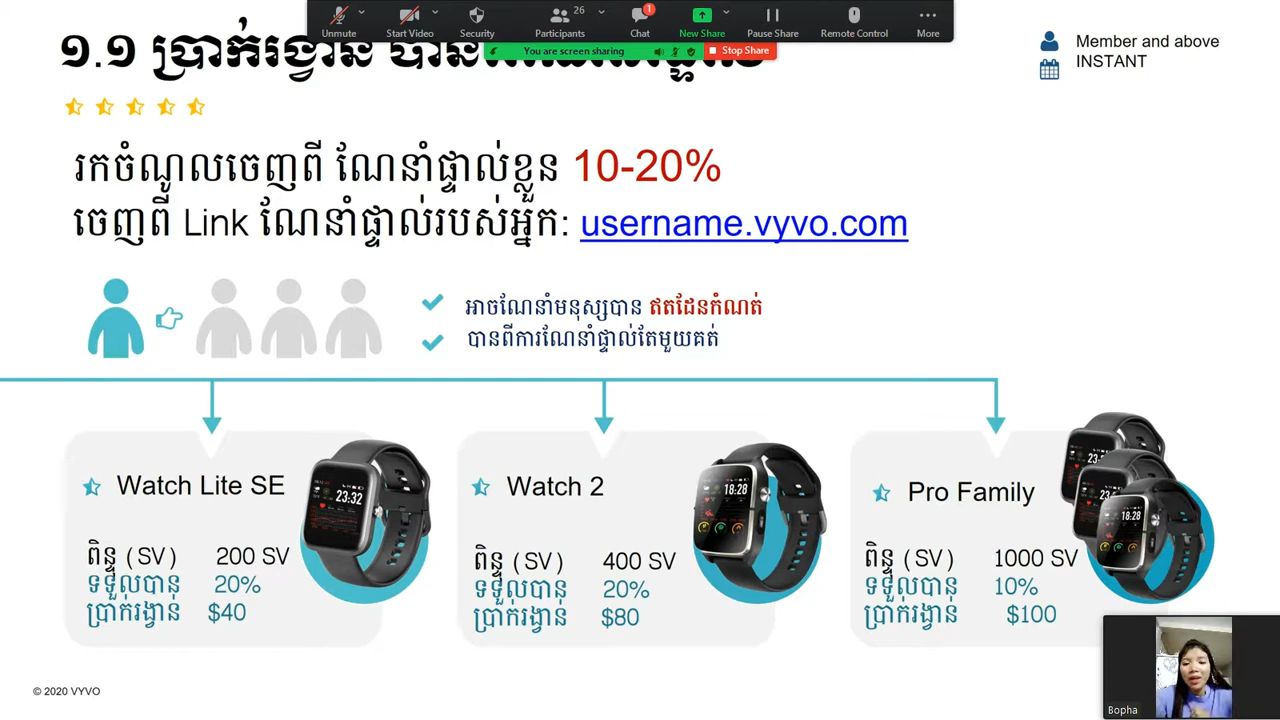 26
1
Unmute
Start Video
Security
Participants
Chat
New Share
Pause Share
Remote Control
More
You are screen sharing
Stop Share
១.១ ប្រាក់រង្វាន់
Member and above
INSTANT
រកចំណូលចេញពី ណែនាំផ្ទាល់ខ្លួន 10-20%
ចេញពី Link ណែនាំផ្ទាល់របស់អ្នក: username.vyvo.com
អាចណែនាំមនុស្សបាន ឥតដែនកំណត់
បានពីការណែនាំផ្ទាល់តែមួយគត់
Watch Lite SE
ពិន្ទុ (SV) 200 SV
ទទួលបាន 20%
ប្រាក់រង្វាន់ $40
23:32
Watch 2
ពិន្ទុ (SV) 400 SV
ទទួលបាន 20%
ប្រាក់រង្វាន់ $80
18:28
Pro Family
ពិន្ទុ (SV) 1000 SV
ទទួលបាន 10%
ប្រាក់រង្វាន់ $100
18:28
Bopha
© 2020 VYVO